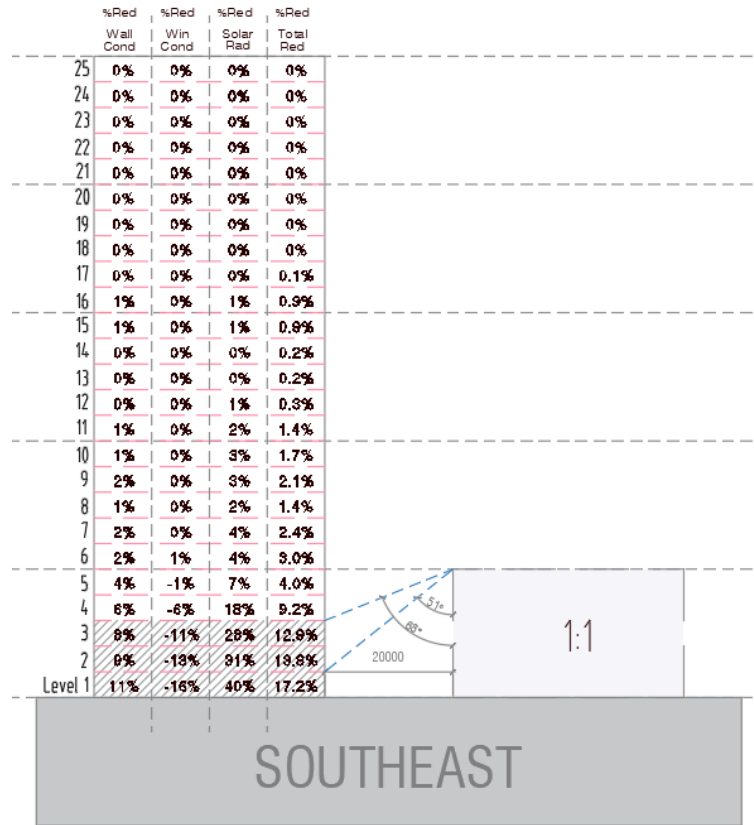 %Red %Red %Red %Red
Wall Cond Win Cond Solar Rad Total Red
25 0% 0% 0% 0%
24 0% 0% 0% 0%
23 0% 0% 0% 0%
22 0% 0% 0% 0%
21 0% 0% 0% 0%
20 0% 0% 0% 0%
19 0% 0% 0% 0%
18 0% 0% 0% 0%
17 0% 0% 0% 0.1%
16 1% 0% 1% 0.9%
15 1% 0% 1% 0.8%
14 0% 0% 0% 0.2%
13 0% 0% 0% 0.2%
12 0% 0% 1% 0.3%
11 1% 0% 2% 1.4%
10 1% 0% 3% 1.7%
9 2% 0% 3% 2.1%
8 1% 0% 2% 1.4%
7 2% 0% 4% 2.4%
6 2% 1% 4% 3.0%
5 4% -1% 7% 4.0%
4 6% -6% 18% 9.2%
51°
3 8% -11% 28% 12.9%
1:1
2 -13% 31%
20000
Level 1 11% -16% 40% 17.2%
SOUTHEAST